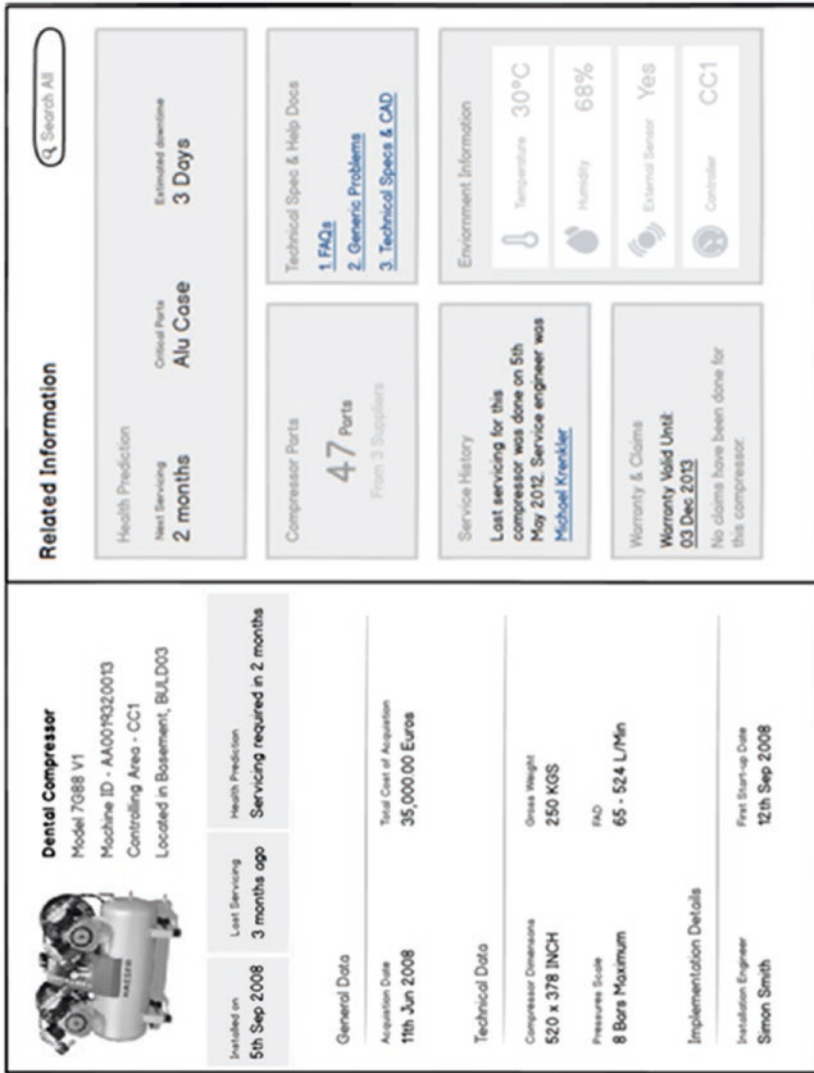 Dental Compressor
Model 7G88 V1
Machine ID - AA0019320013
Controlling Area - CC1
Located in Basement, BULD03
KAESER
Installed on
5th Sep 2008
Last Servicing
3 months ago
Health Prediction
Servicing required in 2 months
General Data
Acquisition Date
11th Jun 2008
Total Cost of Acquisition
35,000.00 Euros
Technical Data
Compressor Dimensions
520 x 378 INCH
Gross Weight
250 KGS
Pressures Scale
8 Bars Maximum
FAD
65 - 524 L/Min
Implementation Details
Installation Engineer
Simon Smith
First Start-up Date
12th Sep 2008
Related Information
Search All
Health Prediction
Next Servicing
2 months
Critical Parts
Alu Case
Estimated downtime
3 Days
Compressor Parts
47 Parts
From 3 Suppliers
Technical Spec & Help Docs
1. FAQs
2. Generic Problems
3. Technical Specs & CAD
Service History
Last servicing for this
compressor was done on 5th
May 2012. Service engineer was
Michael Krenkler
Enviornment Information
Temperature 30°C
Humidity 68%
External Sensor Yes
Controller CC1
Warranty & Claims
Warranty Valid Until:
03 Dec 2013
No claims have been done for
this compressor.